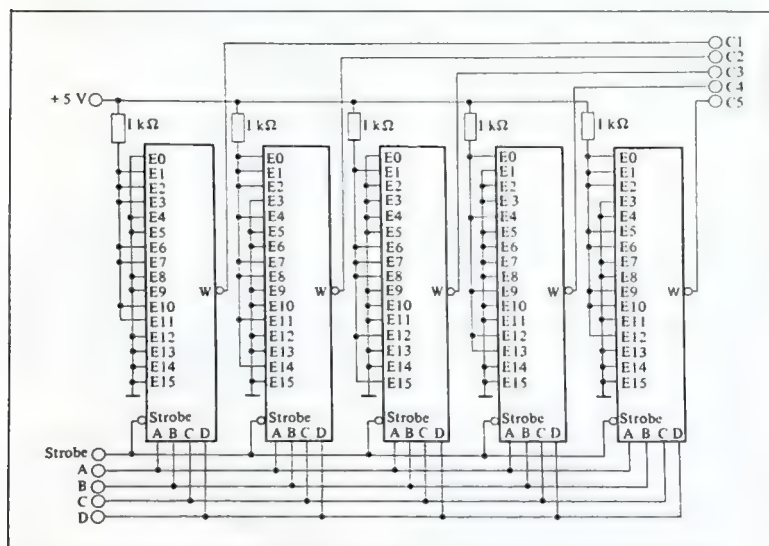 C1
C2
C3
C4
C5
+ 5 V
1 kΩ 1 kΩ 1 kΩ 1 kΩ 1 kΩ
E0 E0 E0 E0 E0
E1 E1 E1 E1 E1
E2 E2 E2 E2 E2
E3 E3 E3 E3 E3
E4 E4 E4 E4 E4
E5 E5 E5 E5 E5
E6 E6 E6 E6 E6
E7 E7 E7 E7 E7
E8 E8 E8 E8 E8
E9 W E9 W E9 W E9 W E9 W
E10 E10 E10 E10 E10
E11 E11 E11 E11 E11
E12 E12 E12 E12 E12
E13 E13 E13 E13 E13
E14 E14 E14 E14 E14
E15 E15 E15 E15 E15
Strobe Strobe Strobe Strobe Strobe
A B C D A B C D A B C D A B C D A B C D
Strobe
A
B
C
D